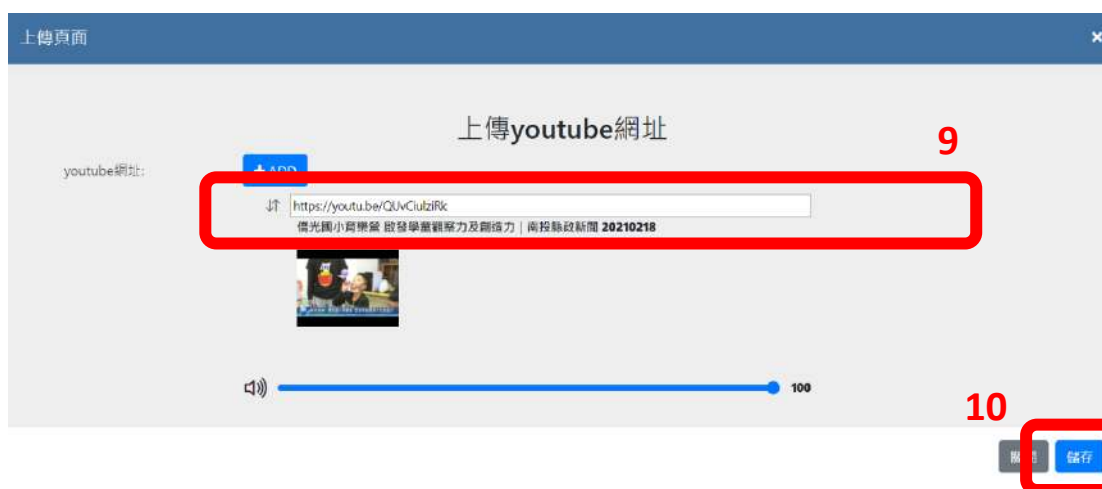 上傳頁面
×
上傳youtube網址
9
youtube網址:
+ ADD
https://youtu.be/QUvCiulziRk
僑光國小育樂營 啟發學童觀察力及創造力 | 南投縣政新聞 20210218
100
10
儲存